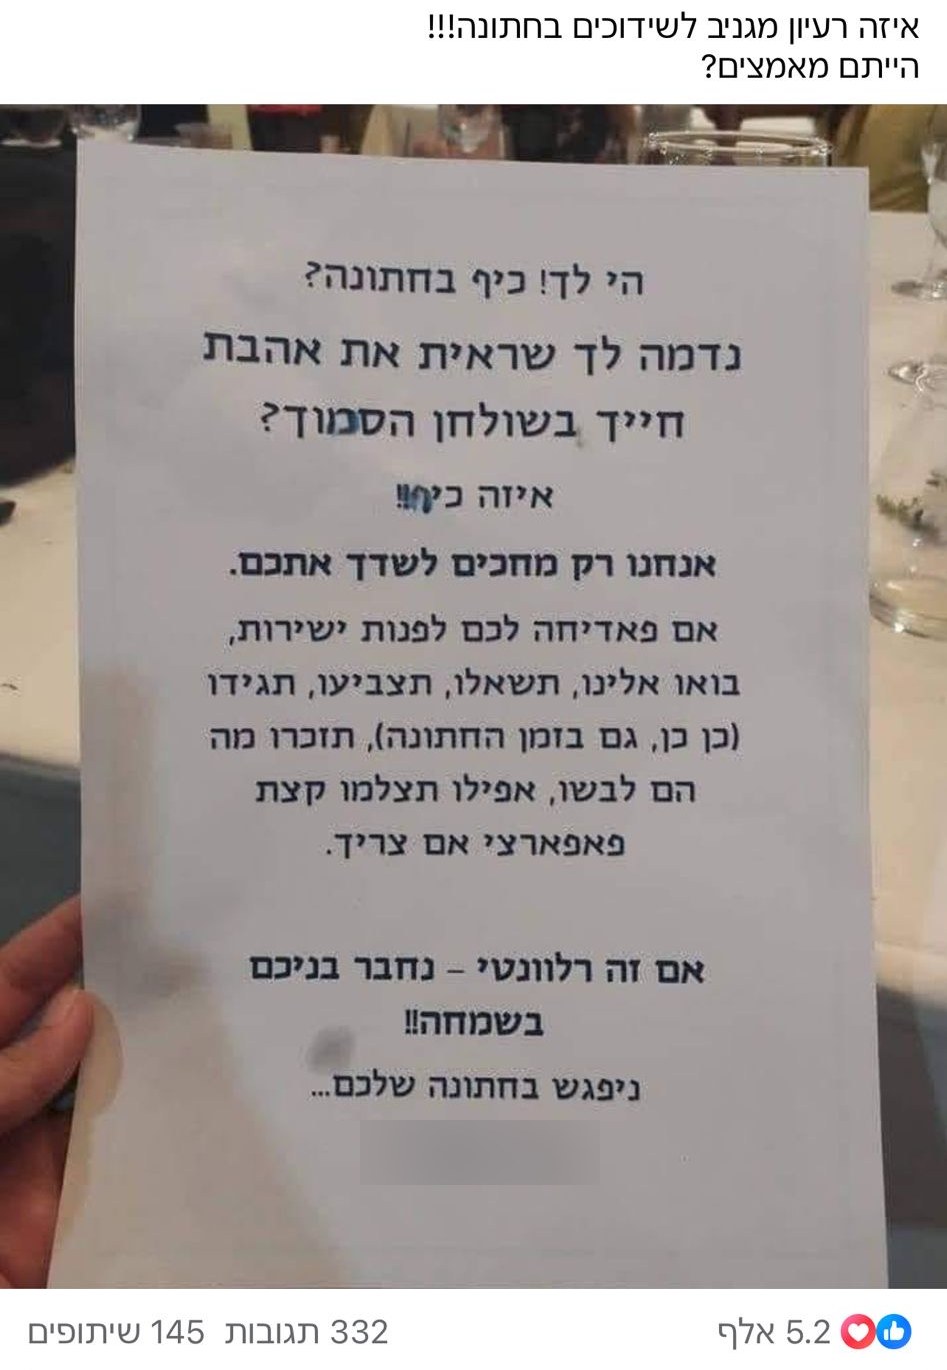 איזה רעיון מגניב לשידוכים בחתונה!!!
הייתם מאמצים?
הי לך! כיף בחתונה?
נדמה לך שראית את אהבת
חייך בשולחן הסמוך?
איזה כיף!!
אנחנו רק מחכים לשדך אתכם.
אם פאדיחה לכם לפנות ישירות,
בואו אלינו, תשאלו, תצביעו, תגידו
(כן כן, גם בזמן החתונה), תזכרו מה
הם לבשו, אפילו תצלמו קצת
פאפארצי אם צריך.
אם זה רלוונטי – נחבר בניכם
בשמחה!!
ניפגש בחתונה שלכם...
5.2 אלף 332 תגובות 145 שיתופים